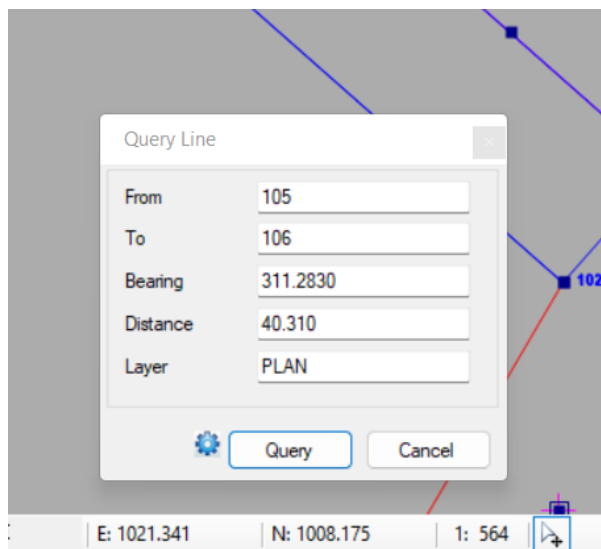 Query Line
From 105
To 106
Bearing 311.2830
102
Distance 40.310
Layer PLAN
Query Cancel
E: 1021.341 N: 1008.175 1: 564